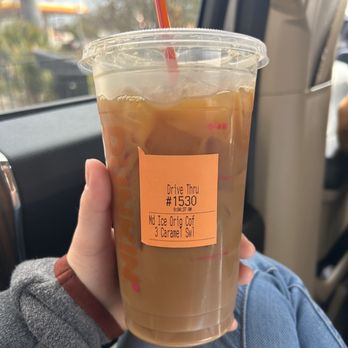 Drive Thru
#1530
Md Ice Orig Cof
3 Caramel Swl